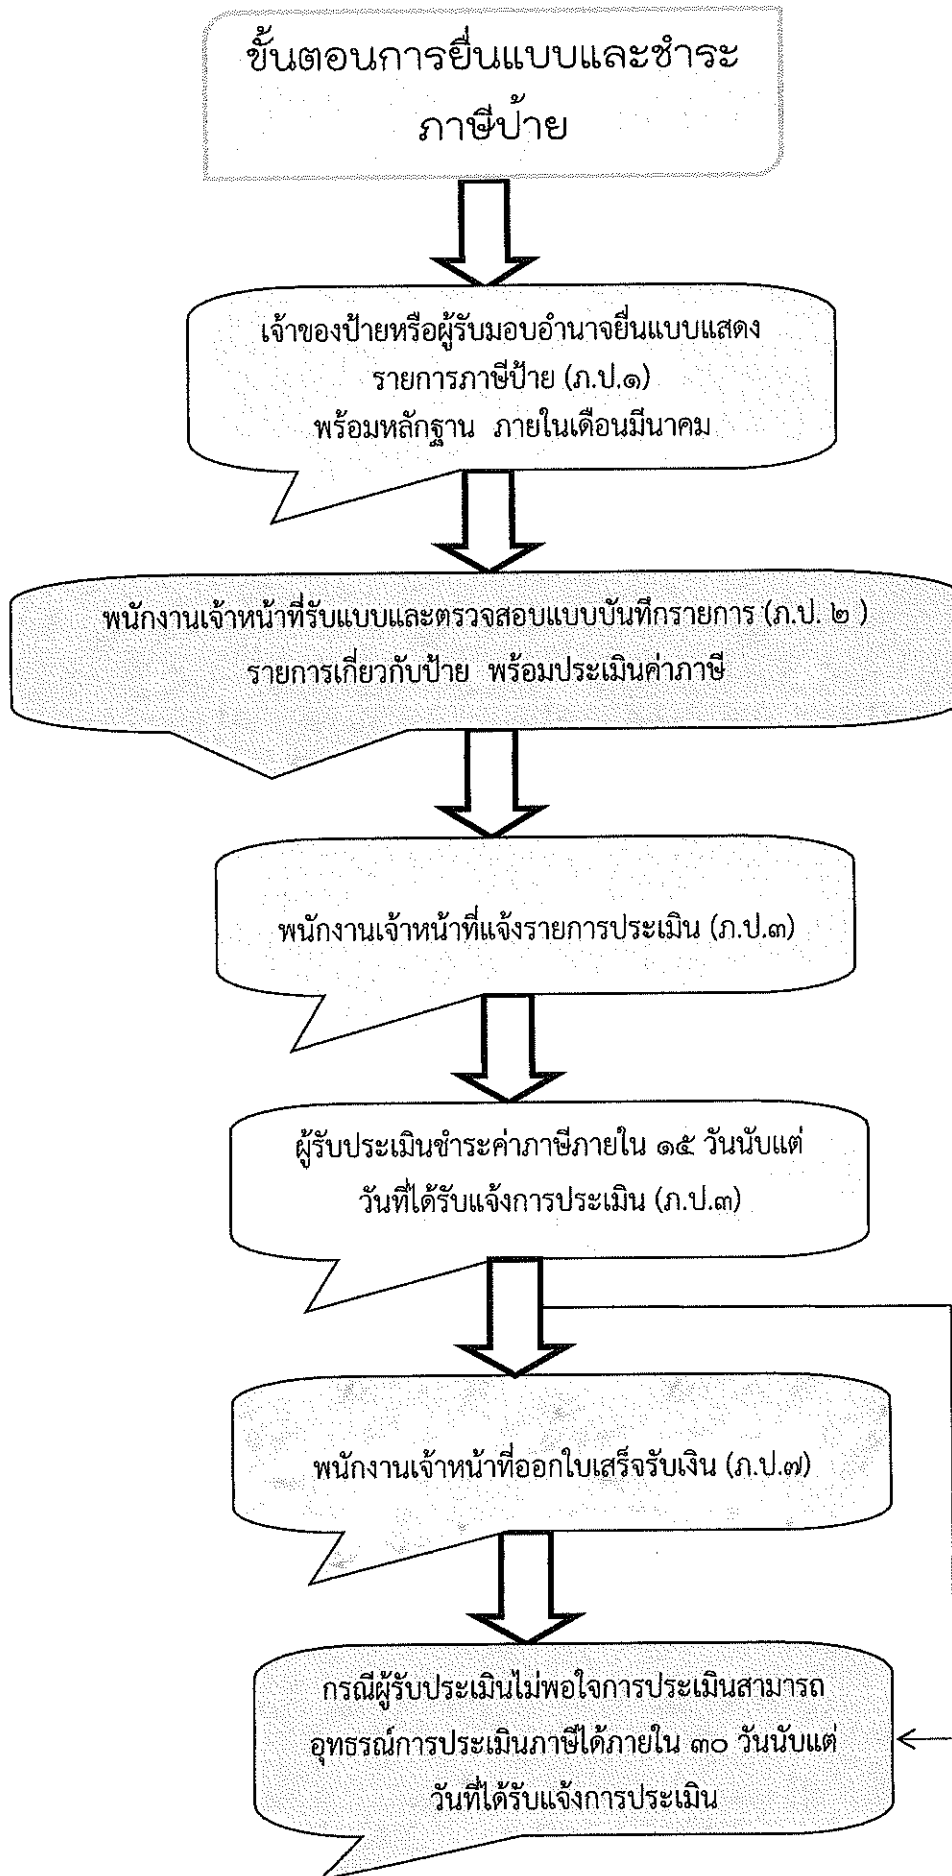 ขั้นตอนการยื่นแบบและชำระ
ภาษีป้าย
เจ้าของป้ายหรือผู้รับมอบอำนาจยื่นแบบแสดง
รายการภาษีป้าย (ภ.ป.๑)
พร้อมหลักฐาน ภายในเดือนมีนาคม
พนักงานเจ้าหน้าที่รับแบบและตรวจสอบแบบบันทึกรายการ (ภ.ป. ๒ )
รายการเกี่ยวกับป้าย พร้อมประเมินค่าภาษี
พนักงานเจ้าหน้าที่แจ้งรายการประเมิน (ภ.ป.๓)
ผู้รับประเมินชำระค่าภาษีภายใน ๑๕ วันนับแต่
วันที่ได้รับแจ้งการประเมิน (ภ.ป.๓)
พนักงานเจ้าหน้าที่ออกใบเสร็จรับเงิน (ภ.ป.๗)
กรณีผู้รับประเมินไม่พอใจการประเมินสามารถ
อุทธรณ์การประเมินภาษีได้ภายใน ๓๐ วันนับแต่
วันที่ได้รับแจ้งการประเมิน